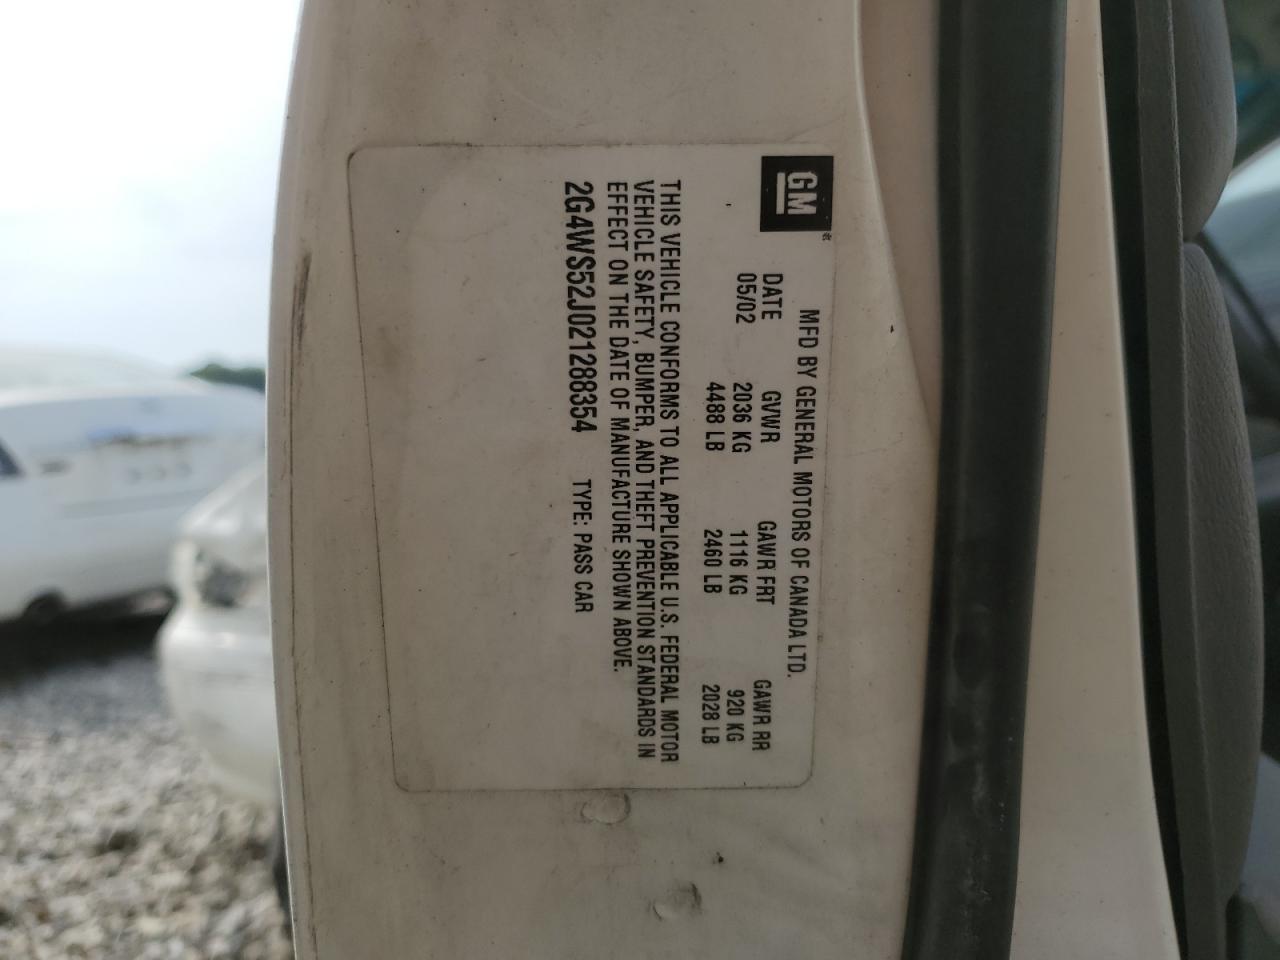 GM
MFD BY GENERAL MOTORS OF CANADA LTD.
DATE GVWR GAWR FRT GAWR RR
05/02 2036 KG 1116 KG 920 KG
4488 LB 2460 LB 2028 LB
THIS VEHICLE CONFORMS TO ALL APPLICABLE U.S. FEDERAL MOTOR
VEHICLE SAFETY, BUMPER, AND THEFT PREVENTION STANDARDS IN
EFFECT ON THE DATE OF MANUFACTURE SHOWN ABOVE.
2G4WS52J021288354 TYPE: PASS CAR